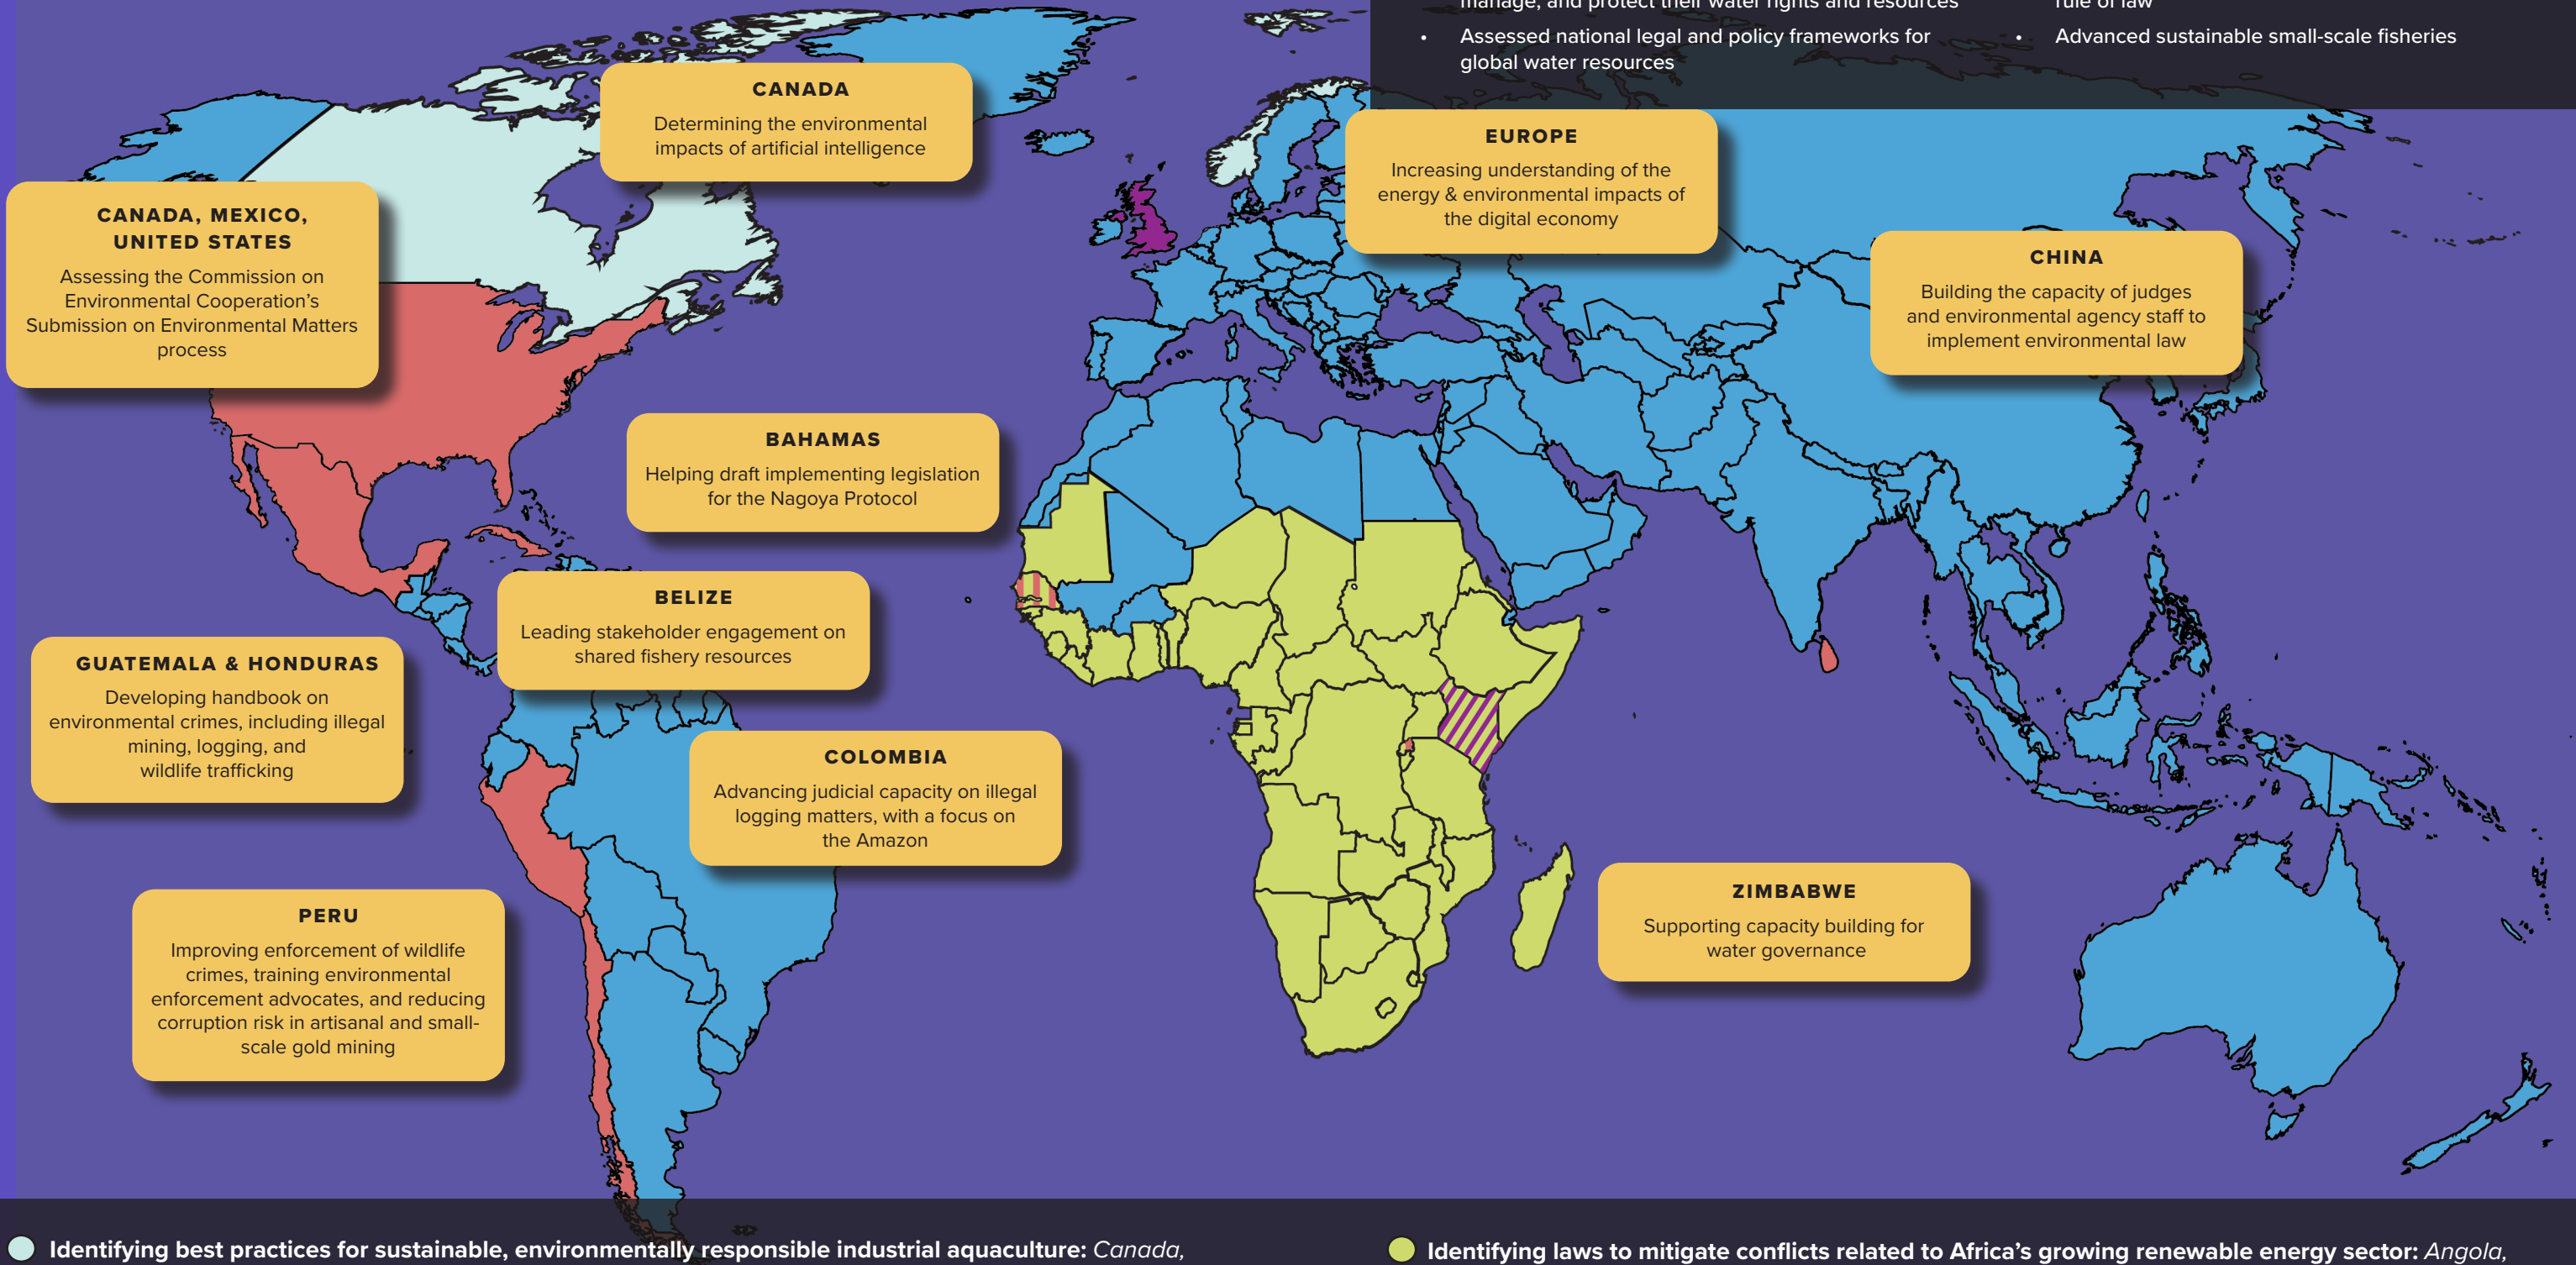 manage, and protect their water rights and resources
• Assessed national legal and policy frameworks for
global water resources
rule of law
• Advanced sustainable small-scale fisheries
CANADA
Determining the environmental
impacts of artificial intelligence
EUROPE
Increasing understanding of the
energy & environmental impacts of
the digital economy
CANADA, MEXICO,
UNITED STATES
Assessing the Commission on
Environmental Cooperation’s
Submission on Environmental Matters
process
CHINA
Building the capacity of judges
and environmental agency staff to
implement environmental law
BAHAMAS
Helping draft implementing legislation
for the Nagoya Protocol
BELIZE
Leading stakeholder engagement on
shared fishery resources
GUATEMALA & HONDURAS
Developing handbook on
environmental crimes, including illegal
mining, logging, and
wildlife trafficking
COLOMBIA
Advancing judicial capacity on illegal
logging matters, with a focus on
the Amazon
ZIMBABWE
Supporting capacity building for
water governance
PERU
Improving enforcement of wildlife
crimes, training environmental
enforcement advocates, and reducing
corruption risk in artisanal and small-
scale gold mining
Identifying best practices for sustainable, environmentally responsible industrial aquaculture: Canada,
Identifying laws to mitigate conflicts related to Africa’s growing renewable energy sector: Angola,